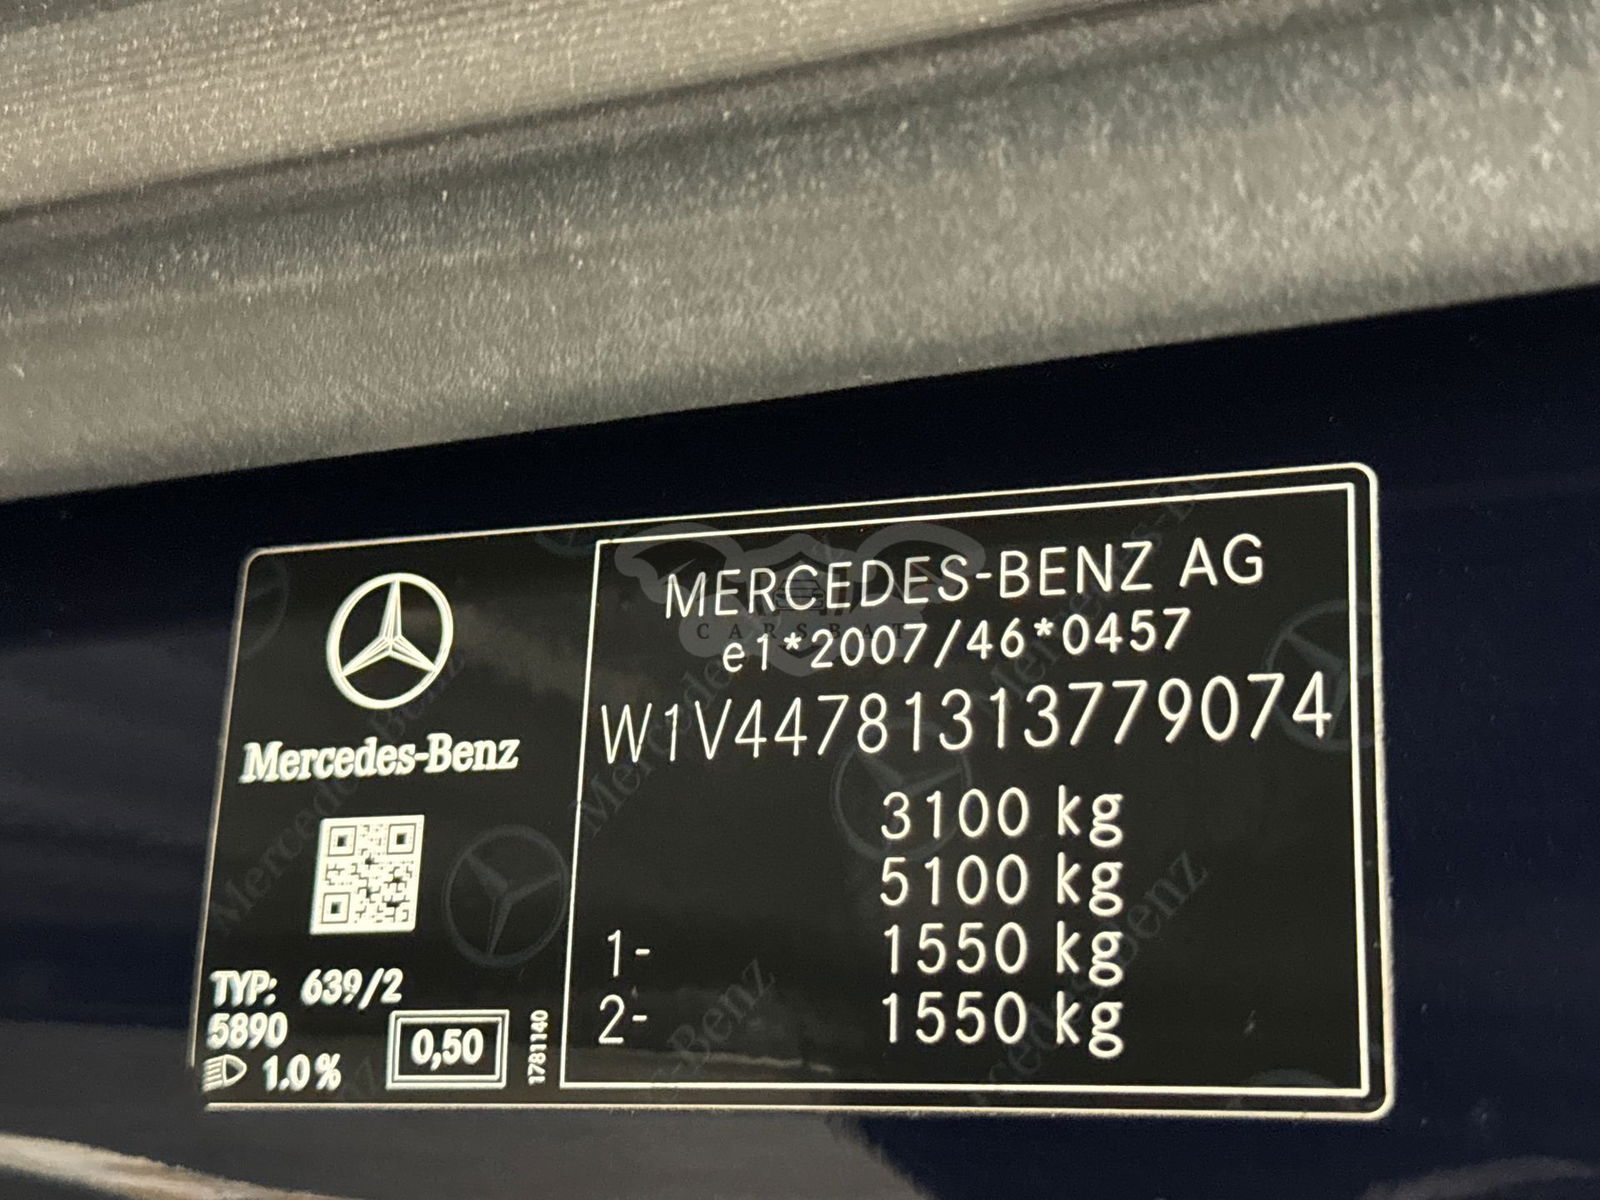 Mercedes-Benz
TYP: 639/2
5890
1.0%
0,50
1781140
MERCEDES-BENZ AG
CARSBAT
e1*2007/46*0457
W1V44781313779074
3100 kg
5100 kg
1- 1550 kg
2- 1550 kg